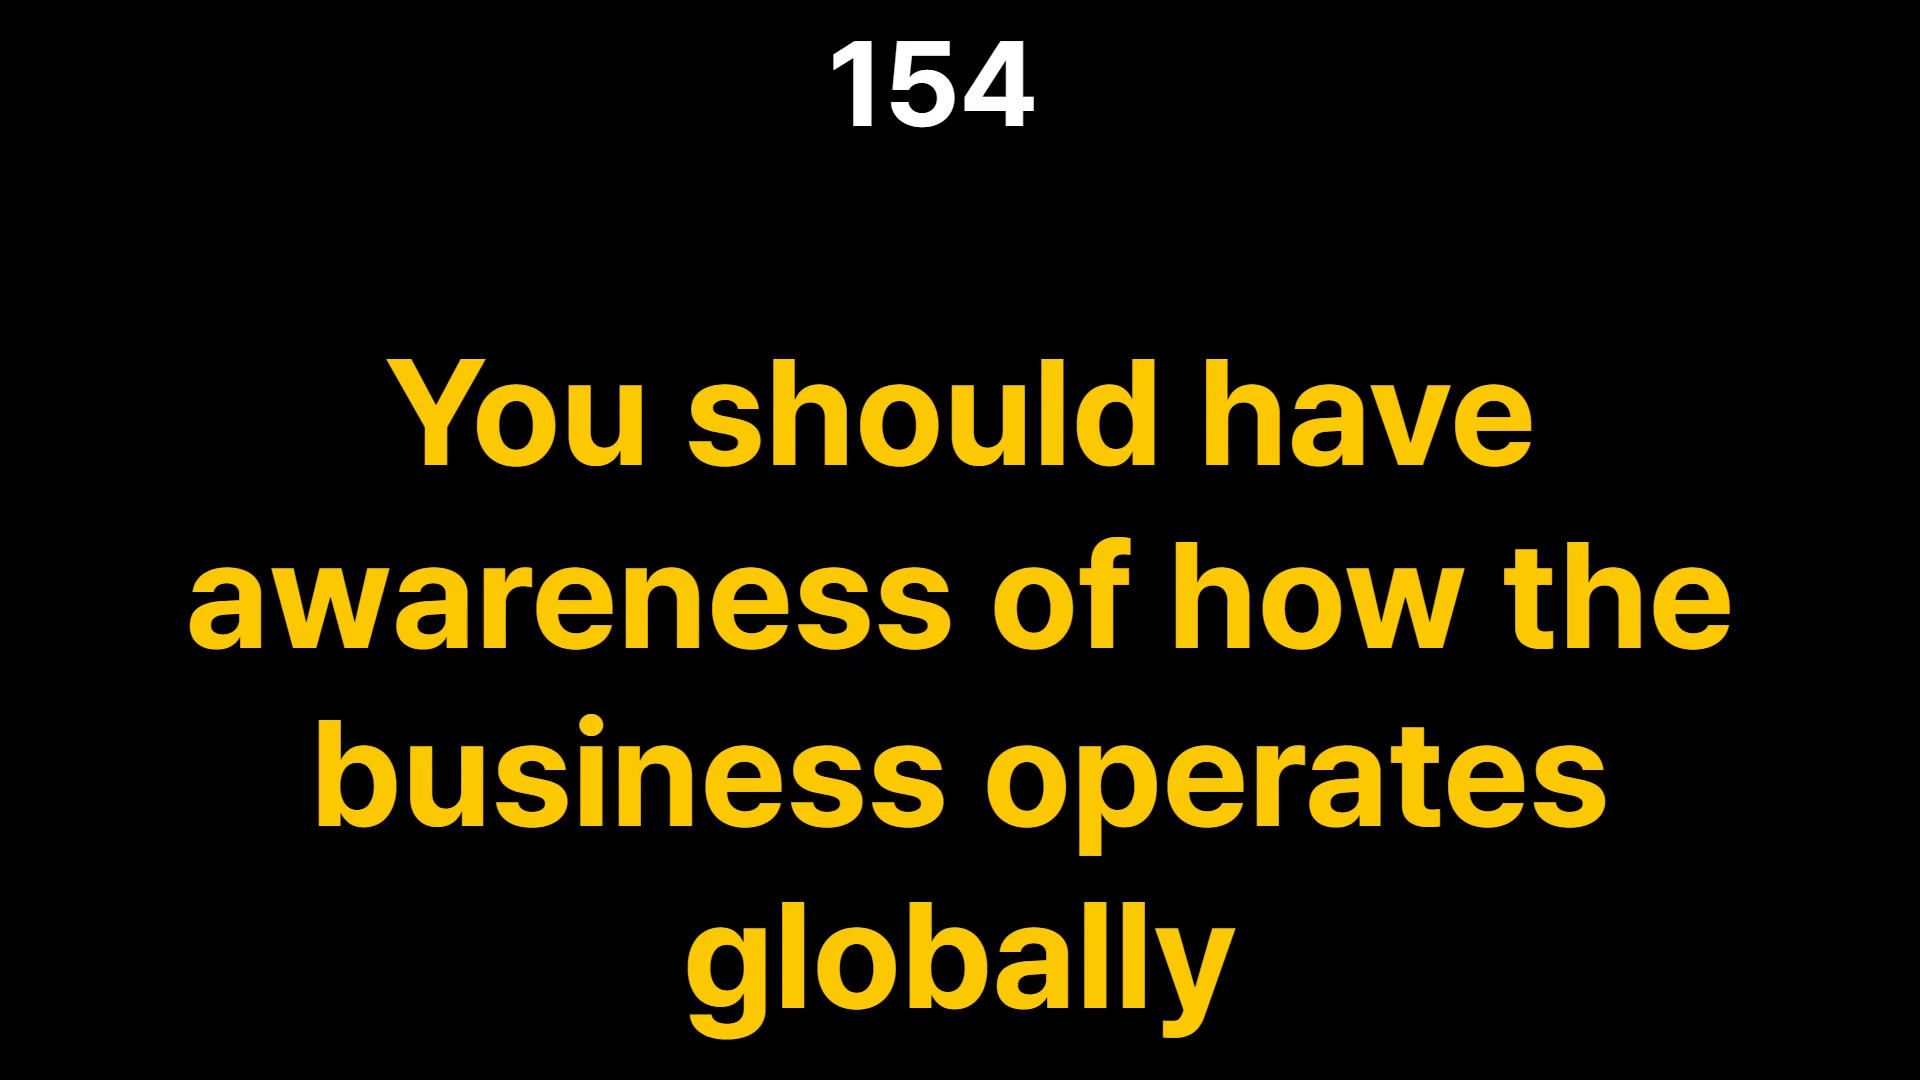 154
You should have
awareness of how the
business operates
globally